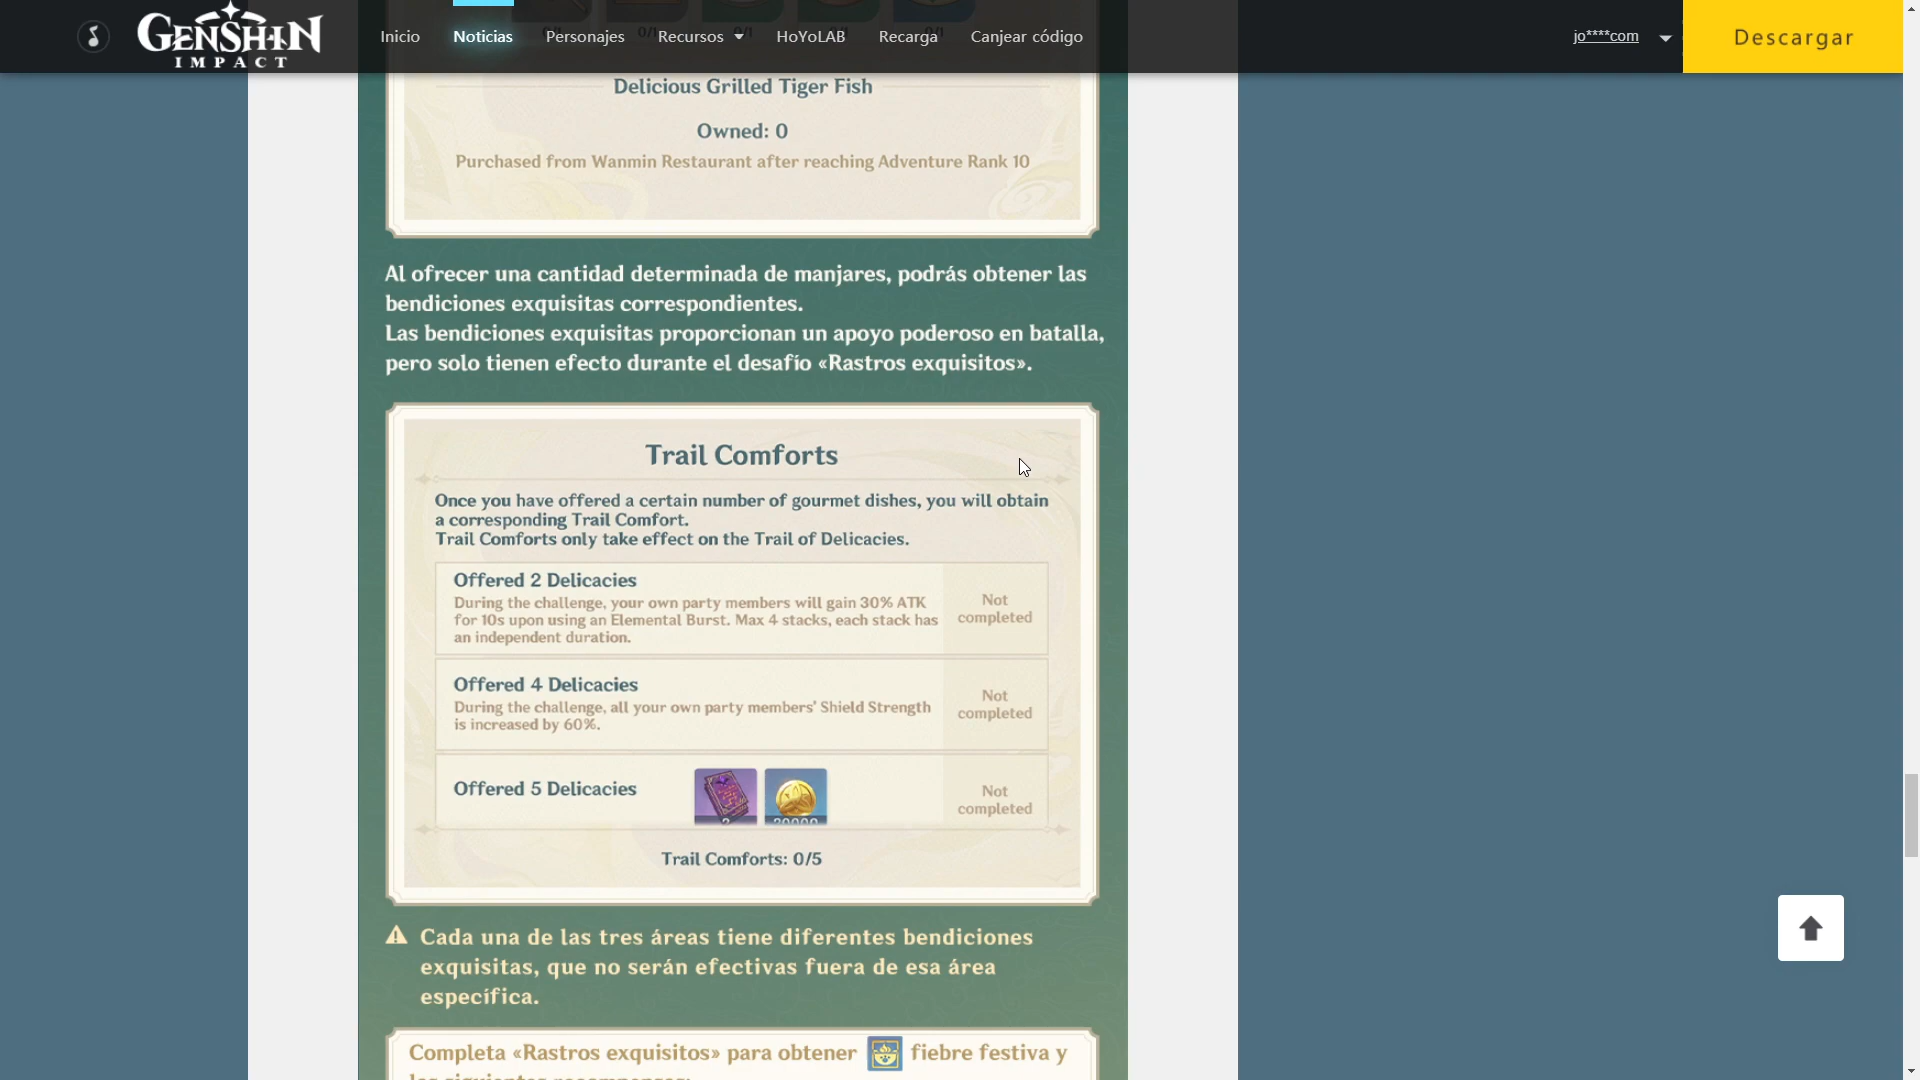 GENSHIN
IMPACT
Inicio
Noticias
Personajes
Recursos
HoYoLAB
Recarga
Canjear código
jo****com
Descargar
Delicious Grilled Tiger Fish
Owned: 0
Purchased from Wanmin Restaurant after reaching Adventure Rank 10
Al ofrecer una cantidad determinada de manjares, podrás obtener las
bendiciones exquisitas correspondientes.
Las bendiciones exquisitas proporcionan un apoyo poderoso en batalla,
pero solo tienen efecto durante el desafío «Rastros exquisitos».
Trail Comforts
Once you have offered a certain number of gourmet dishes, you will obtain
a corresponding Trail Comfort.
Trail Comforts only take effect on the Trail of Delicacies.
Offered 2 Delicacies
During the challenge, your own party members will gain 30% ATK
for 10s upon using an Elemental Burst. Max 4 stacks, each stack has
an independent duration.
Not
completed
Offered 4 Delicacies
During the challenge, all your own party members' Shield Strength
is increased by 60%.
Not
completed
Offered 5 Delicacies
Not
completed
Trail Comforts: 0/5
Cada una de las tres áreas tiene diferentes bendiciones
exquisitas, que no serán efectivas fuera de esa área
específica.
Completa «Rastros exquisitos» para obtener fiebre festiva y